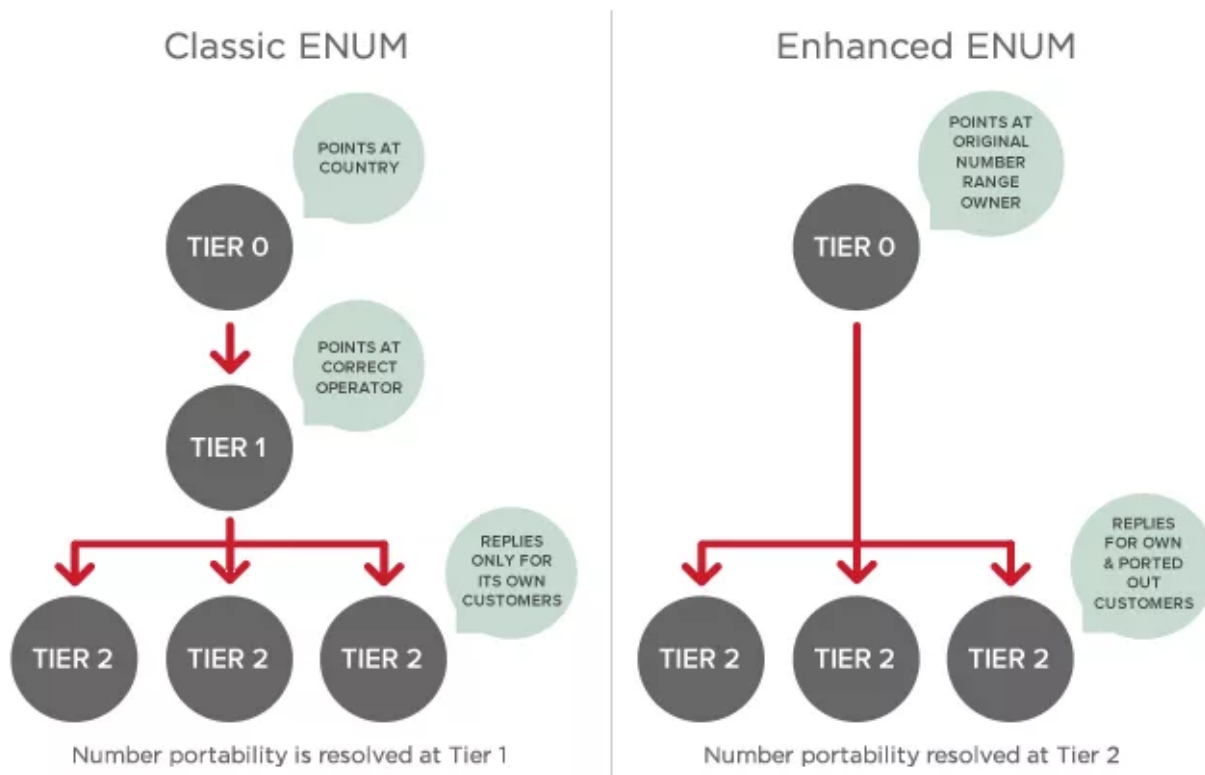 Classic ENUM
POINTS AT
COUNTRY
TIER 0
POINTS AT
CORRECT
OPERATOR
TIER 1
REPLIES
ONLY FOR
ITS OWN
CUSTOMERS
TIER 2
TIER 2
TIER 2
Number portability is resolved at Tier 1
Enhanced ENUM
POINTS AT
ORIGINAL
NUMBER
RANGE
OWNER
TIER 0
REPLIES
FOR OWN
& PORTED
OUT
CUSTOMERS
TIER 2
TIER 2
TIER 2
Number portability resolved at Tier 2